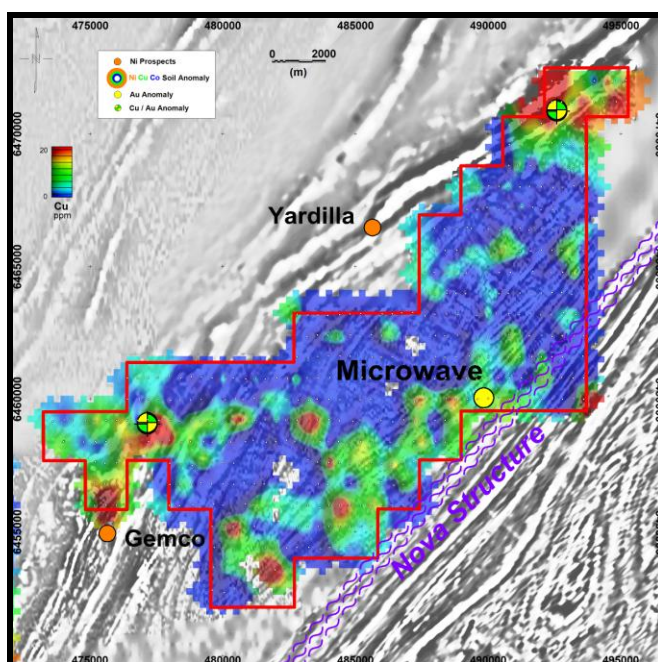 475000
480000
485000
490000
495000
Ni Prospects
Ni Cu Co Soil Anomaly
Au Anomaly
Cu / Au Anomaly
0 2000
(m)
20
0
Cu
ppm
6470000
6465000
6460000
6455000
Yardilla
Microwave
Gemco
Nova Structure
475000
480000
485000
490000
495000